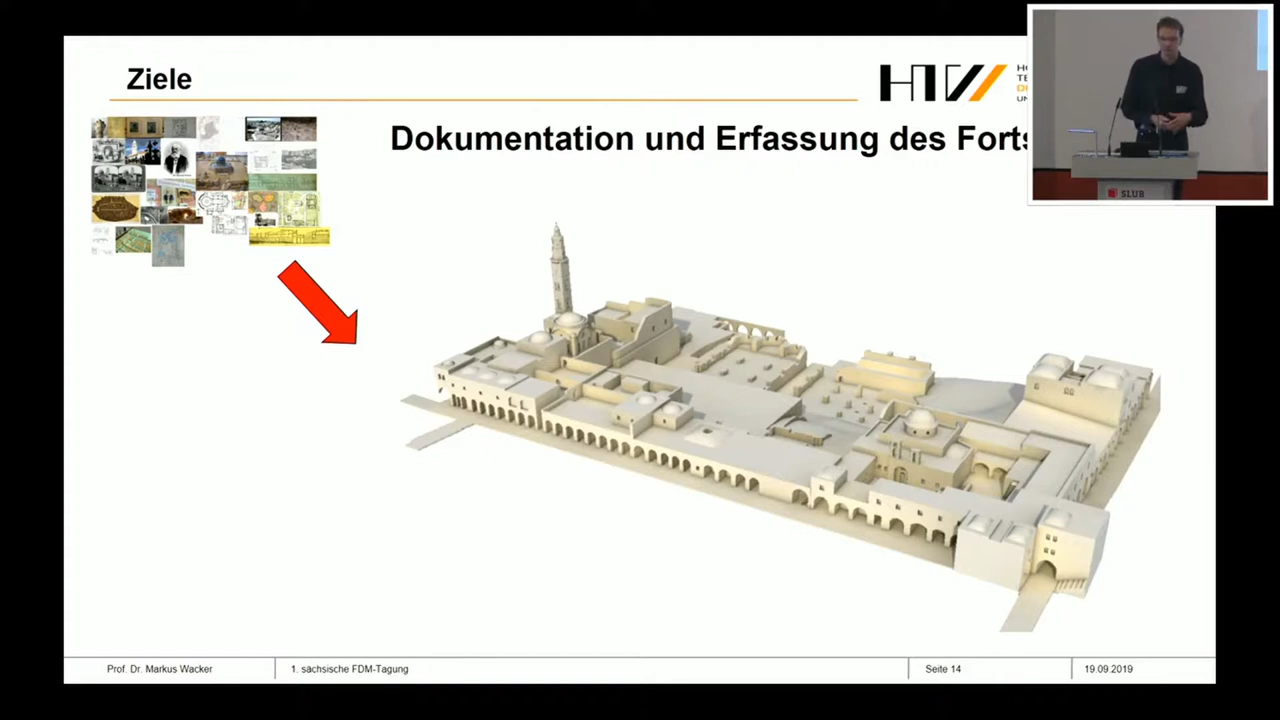 Ziele
HTW
Dokumentation und Erfassung des Forts
SLUB
Prof. Dr. Markus Wacker
1. sächsische FDM-Tagung
Seite 14
19.09.2019